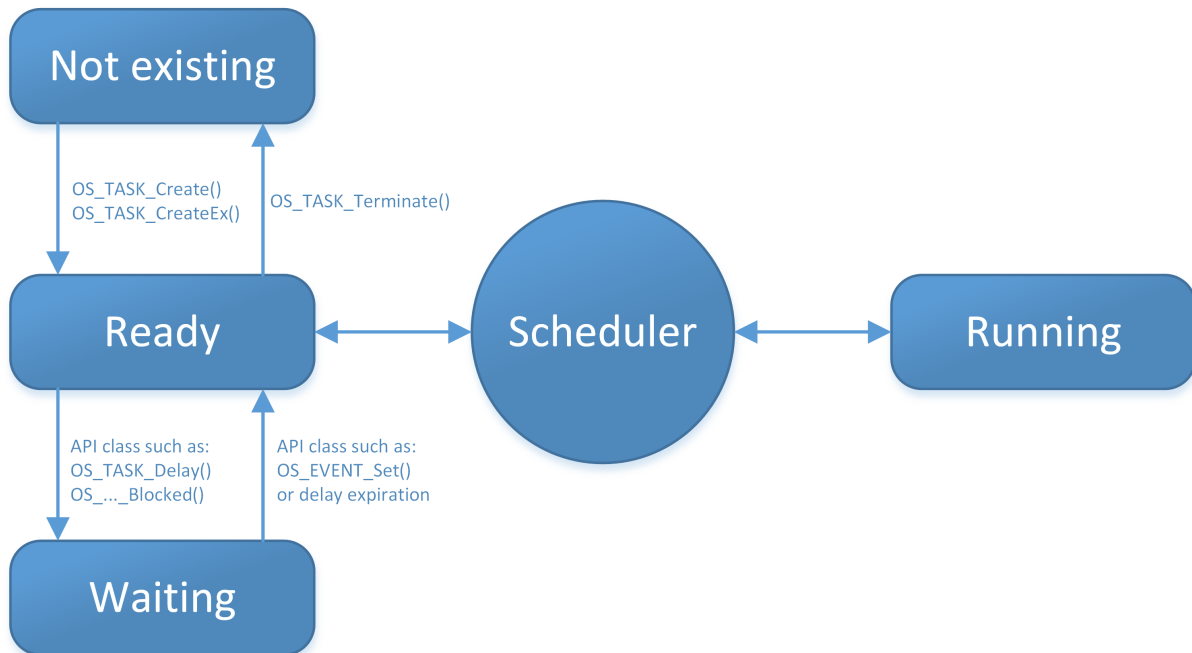 Not existing
OS_TASK_Create()
OS_TASK_CreateEx()
OS_TASK_Terminate()
Ready
Scheduler
Running
API class such as:
OS_TASK_Delay()
OS_..._Blocked()
API class such as:
OS_EVENT_Set()
or delay expiration
Waiting